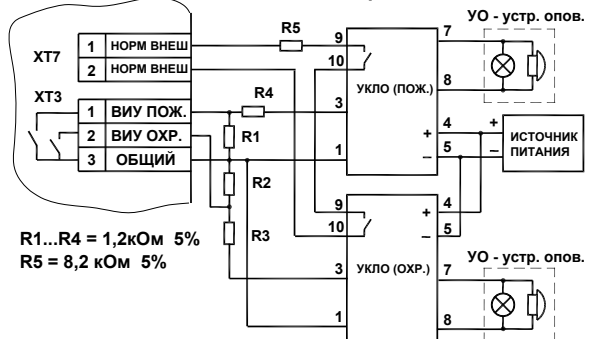 УО - устр. опов.
XT7
1 НОРМ ВНЕШ
2 НОРМ ВНЕШ
R5
9
10
7
8
УКЛО (ПОЖ.)
XT3
1 ВИУ ПОЖ.
2 ВИУ ОХР.
3 ОБЩИЙ
R4
R1
3
1
+ 4
– 5
+
–
ИСТОЧНИК
ПИТАНИЯ
R2
R3
9
10
+ 4
– 5
R1...R4 = 1,2кОм 5%
R5 = 8,2 кОм 5%
3
УКЛО (ОХР.)
7
УО - устр. опов.
1
8